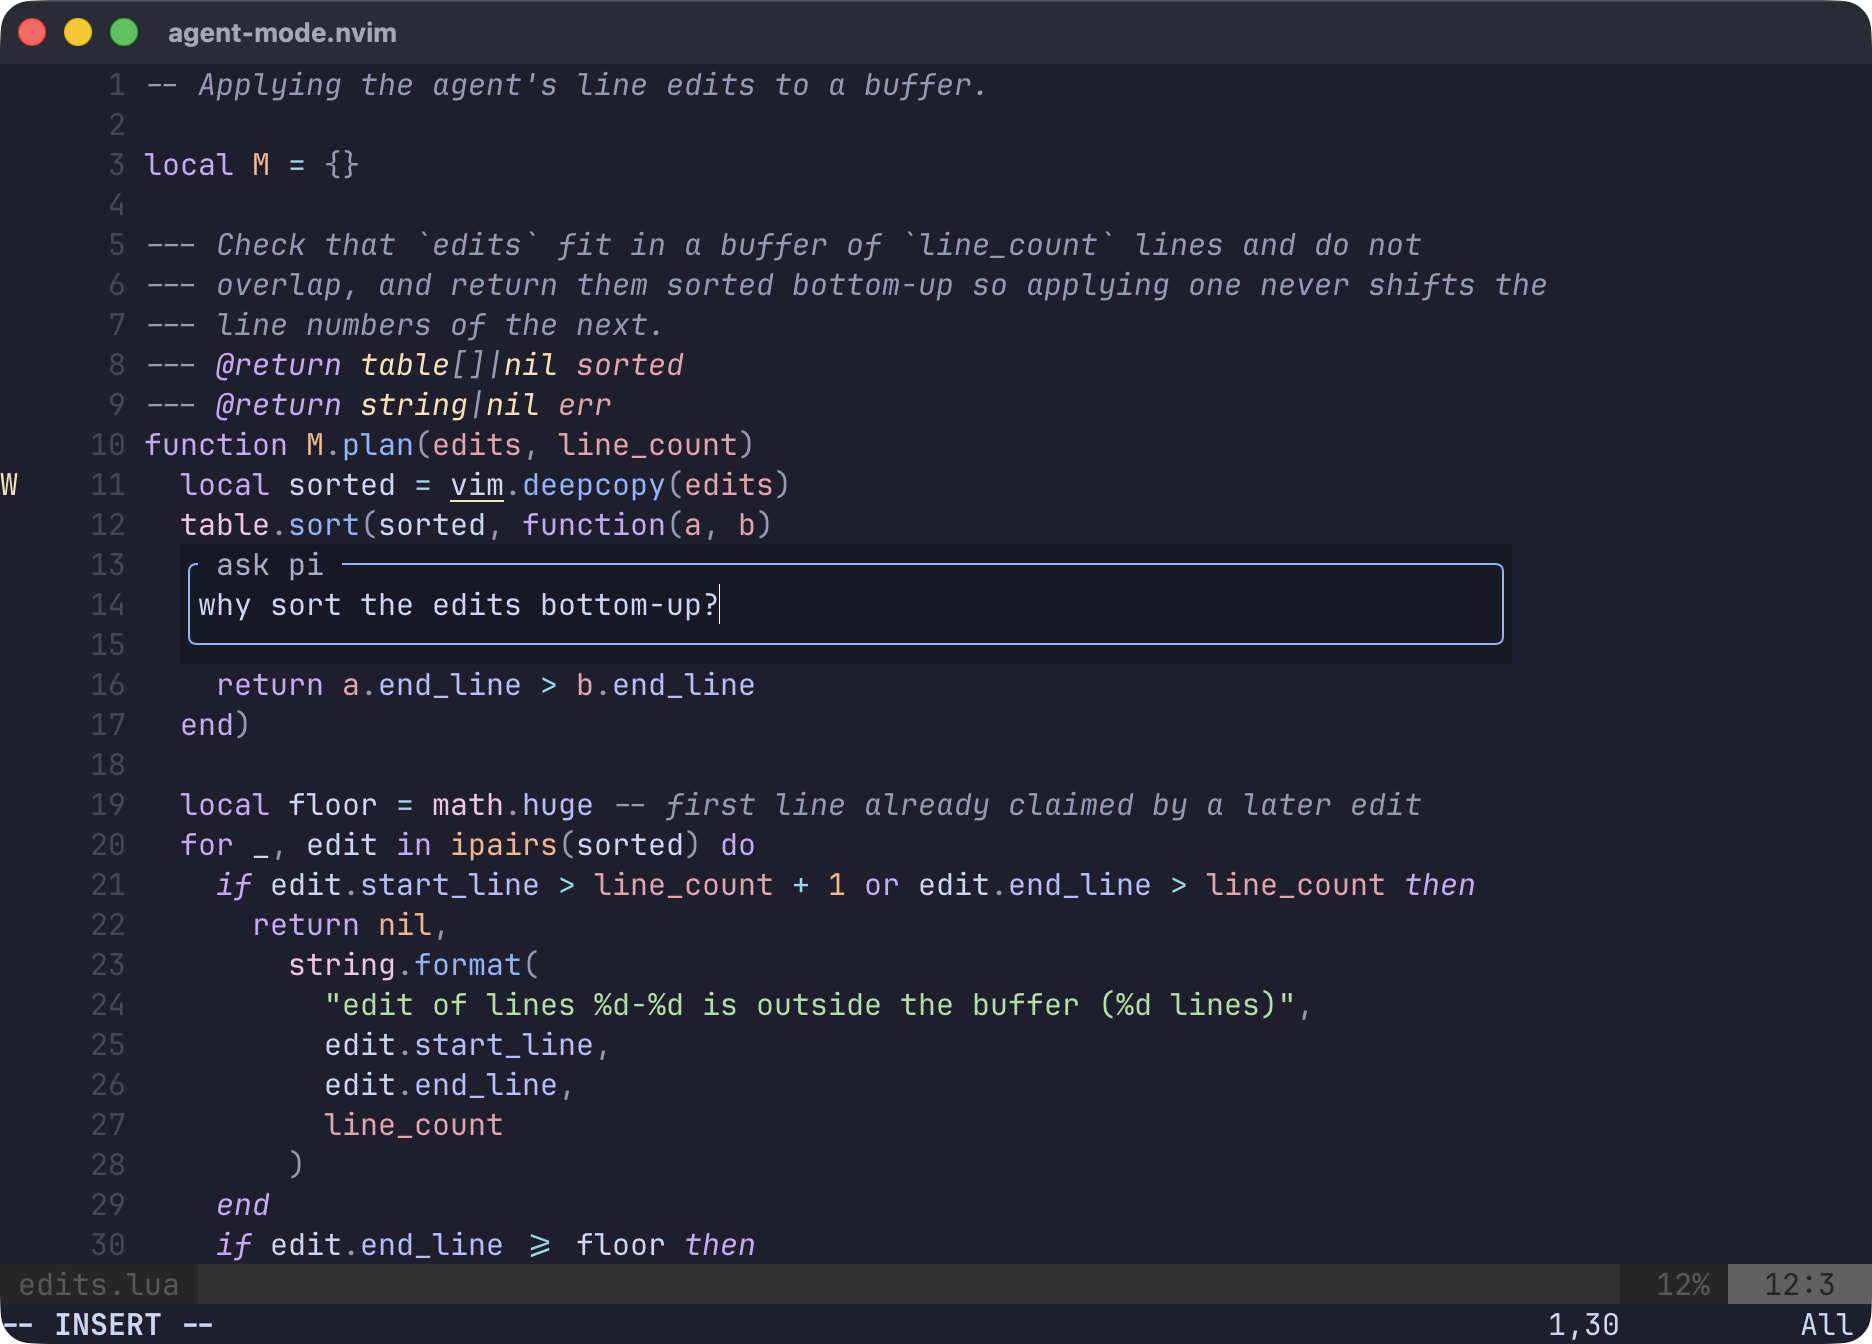 agent-mode.nvim
1 -- Applying the agent's line edits to a buffer.
2
3 local M = {}
4
5 --- Check that `edits` fit in a buffer of `line_count` lines and do not
6 --- overlap, and return them sorted bottom-up so applying one never shifts the
7 --- line numbers of the next.
8 --- @return table[]|nil sorted
9 --- @return string|nil err
10 function M.plan(edits, line_count)
W 11   local sorted = vim.deepcopy(edits)
12   table.sort(sorted, function(a, b)
13 ask pi
14 why sort the edits bottom-up?
15
16     return a.end_line > b.end_line
17   end)
18
19   local floor = math.huge -- first line already claimed by a later edit
20   for _, edit in ipairs(sorted) do
21     if edit.start_line > line_count + 1 or edit.end_line > line_count then
22       return nil,
23         string.format(
24           "edit of lines %d-%d is outside the buffer (%d lines)",
25           edit.start_line,
26           edit.end_line,
27           line_count
28         )
29     end
30     if edit.end_line >= floor then
edits.lua 12% 12:3
-- INSERT -- 1,30 All